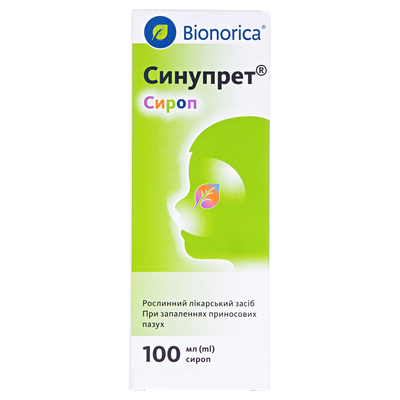 Bionorica®
Синупрет®
Сироп
Рослинний лікарський засіб
При запаленнях приносових
пазух
100 мл (ml)
сироп